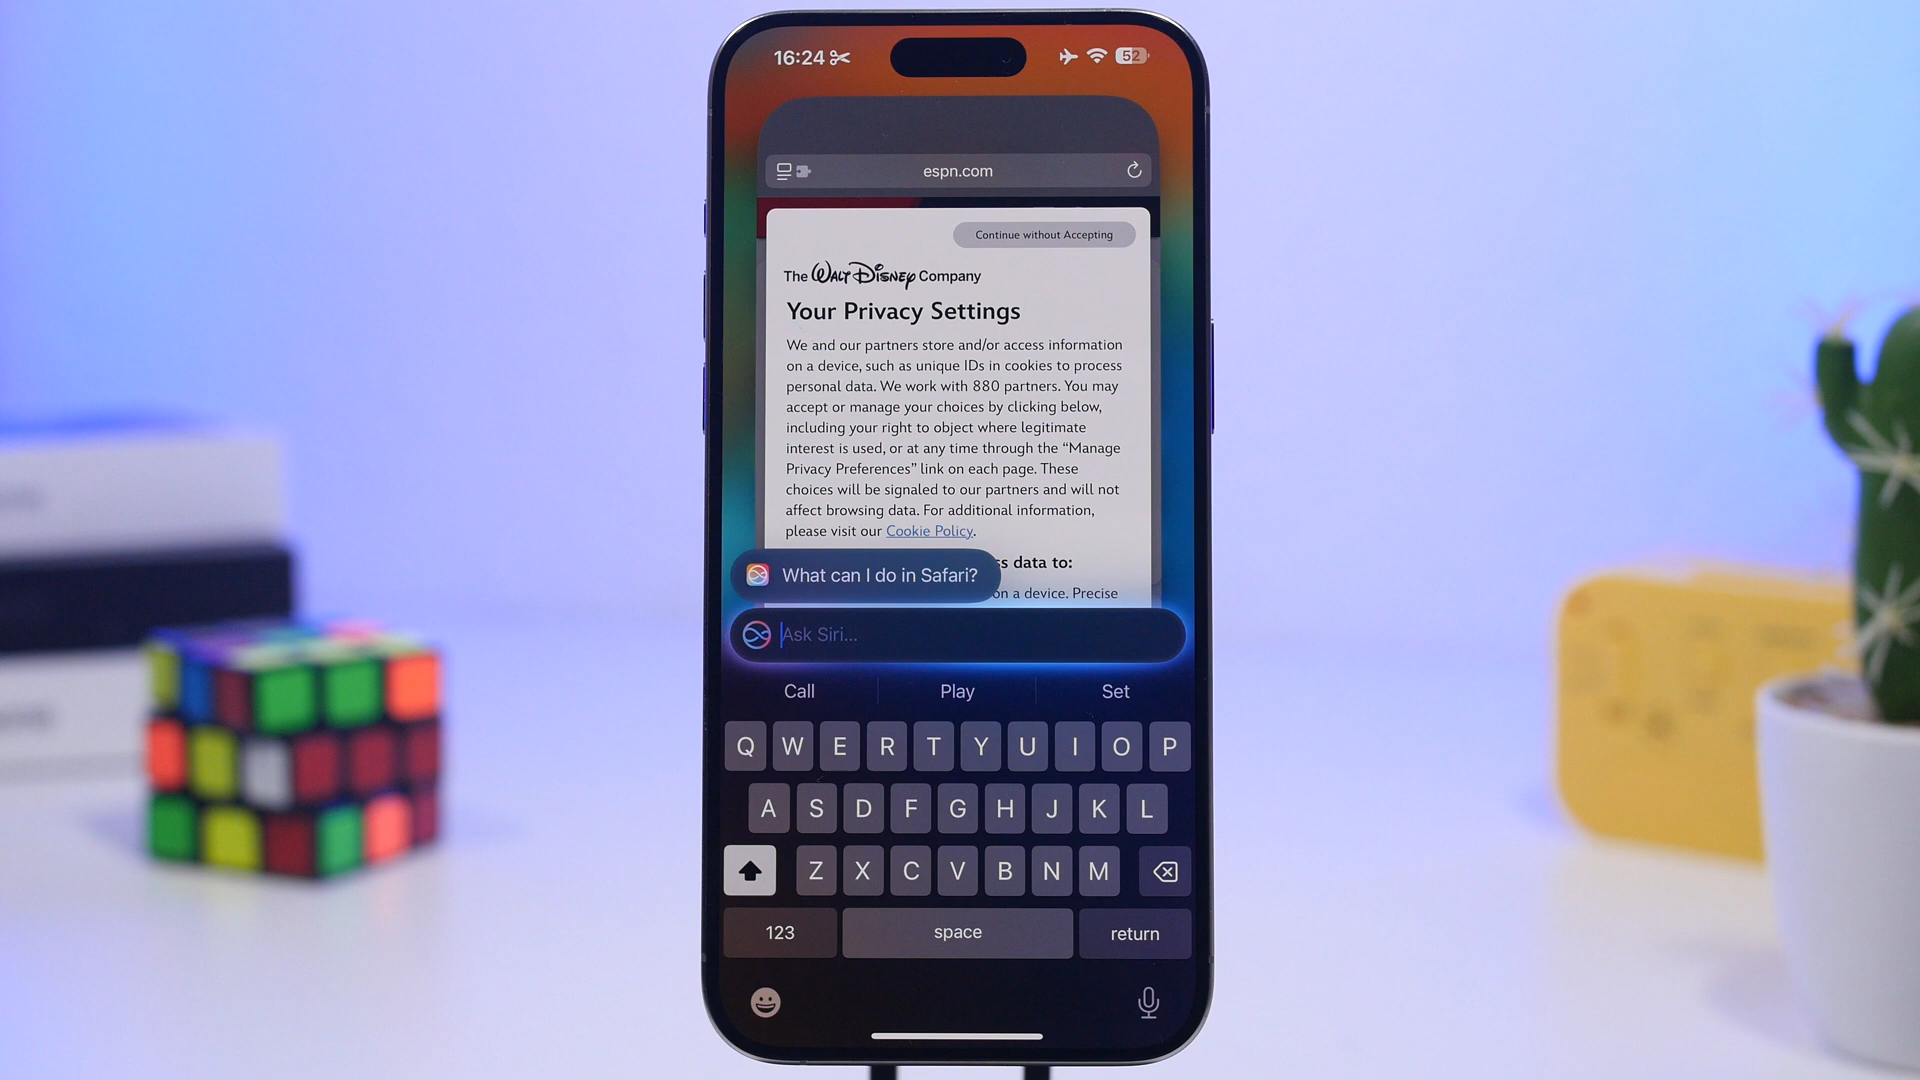 16:24
52
espn.com
Continue without Accepting
The Walt Disney Company
Your Privacy Settings
We and our partners store and/or access information
on a device, such as unique IDs in cookies to process
personal data. We work with 880 partners. You may
accept or manage your choices by clicking below,
including your right to object where legitimate
interest is used, or at any time through the “Manage
Privacy Preferences” link on each page. These
choices will be signaled to our partners and will not
affect browsing data. For additional information,
please visit our Cookie Policy.
data to:
What can I do in Safari?
on a device. Precise
Ask Siri...
Call Play Set
Q W E R T Y U I O P
A S D F G H J K L
Z X C V B N M
123 space return